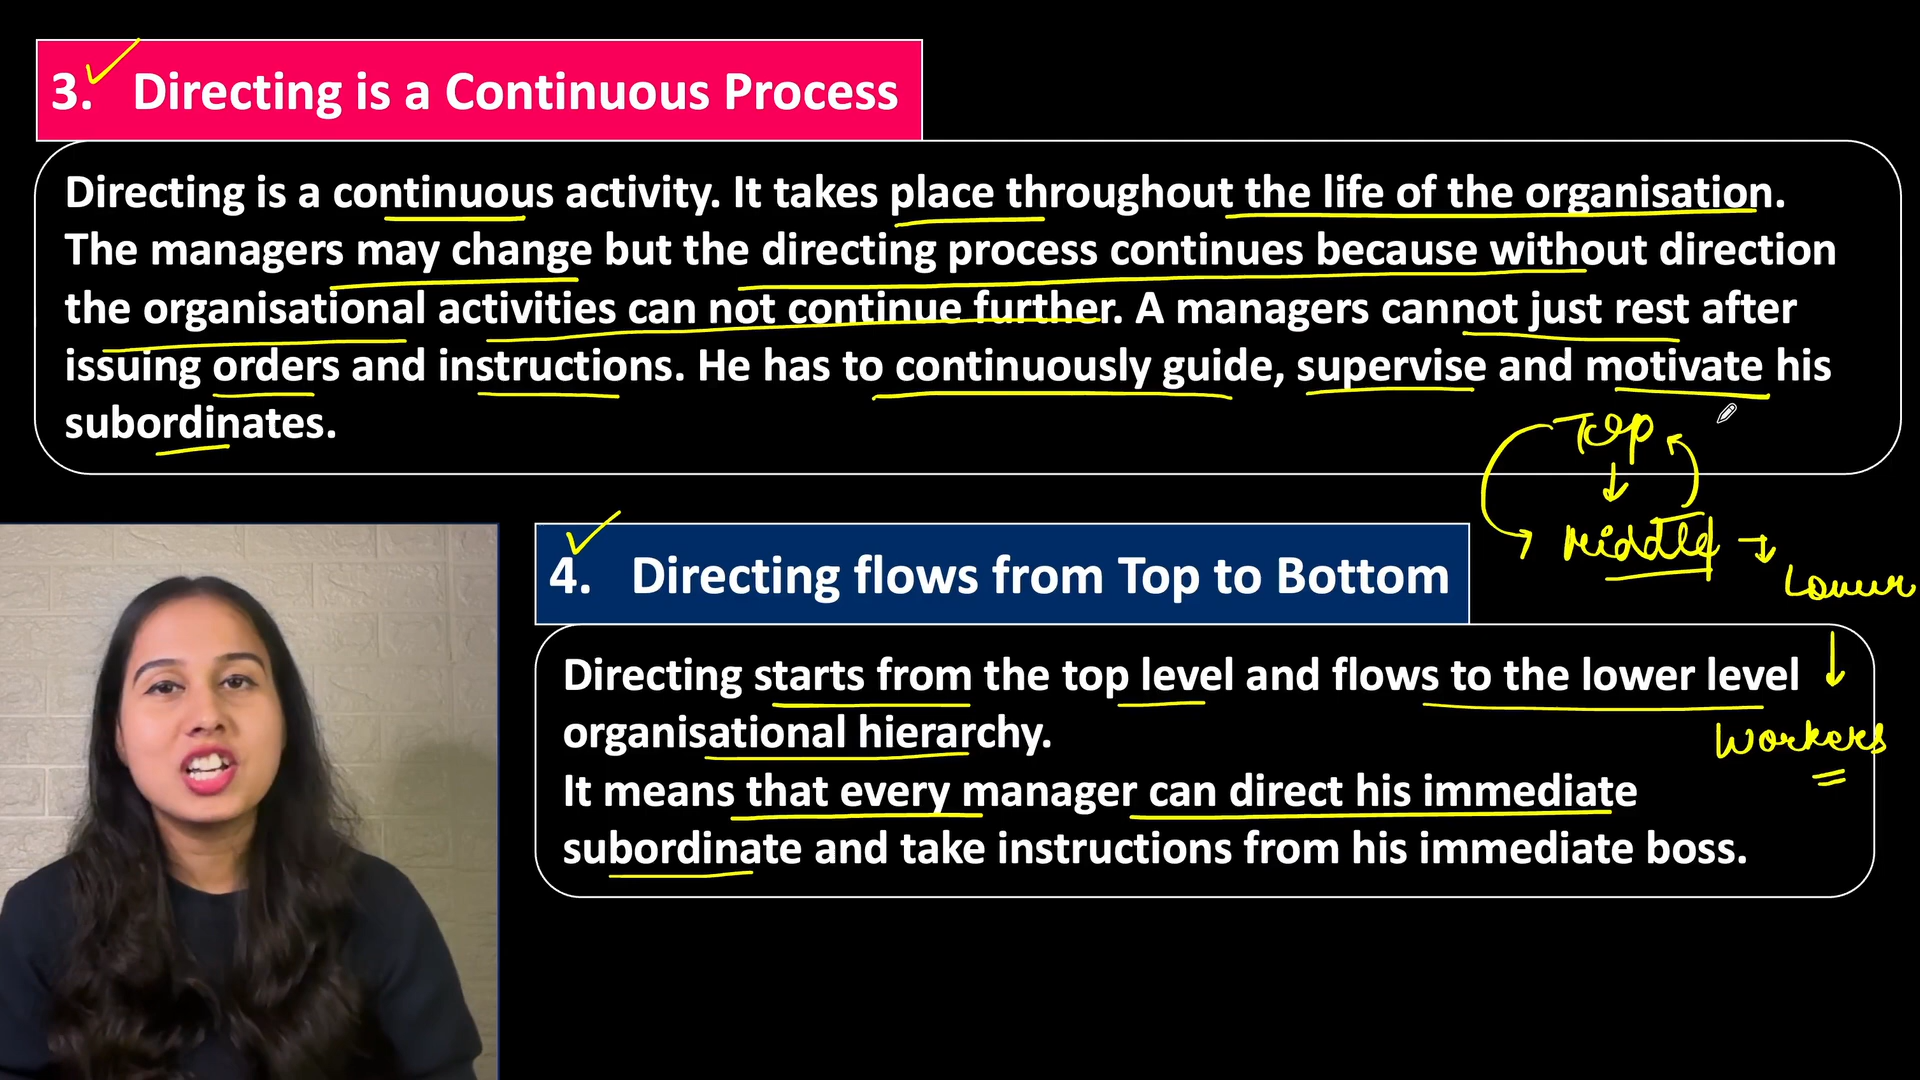 3. Directing is a Continuous Process
Directing is a continuous activity. It takes place throughout the life of the organisation.
The managers may change but the directing process continues because without direction
the organisational activities can not continue further. A managers cannot just rest after
issuing orders and instructions. He has to continuously guide, supervise and motivate his
subordinates.
Top
Middle
Lower
4. Directing flows from Top to Bottom
Directing starts from the top level and flows to the lower level
organisational hierarchy.
Workers
It means that every manager can direct his immediate
subordinate and take instructions from his immediate boss.